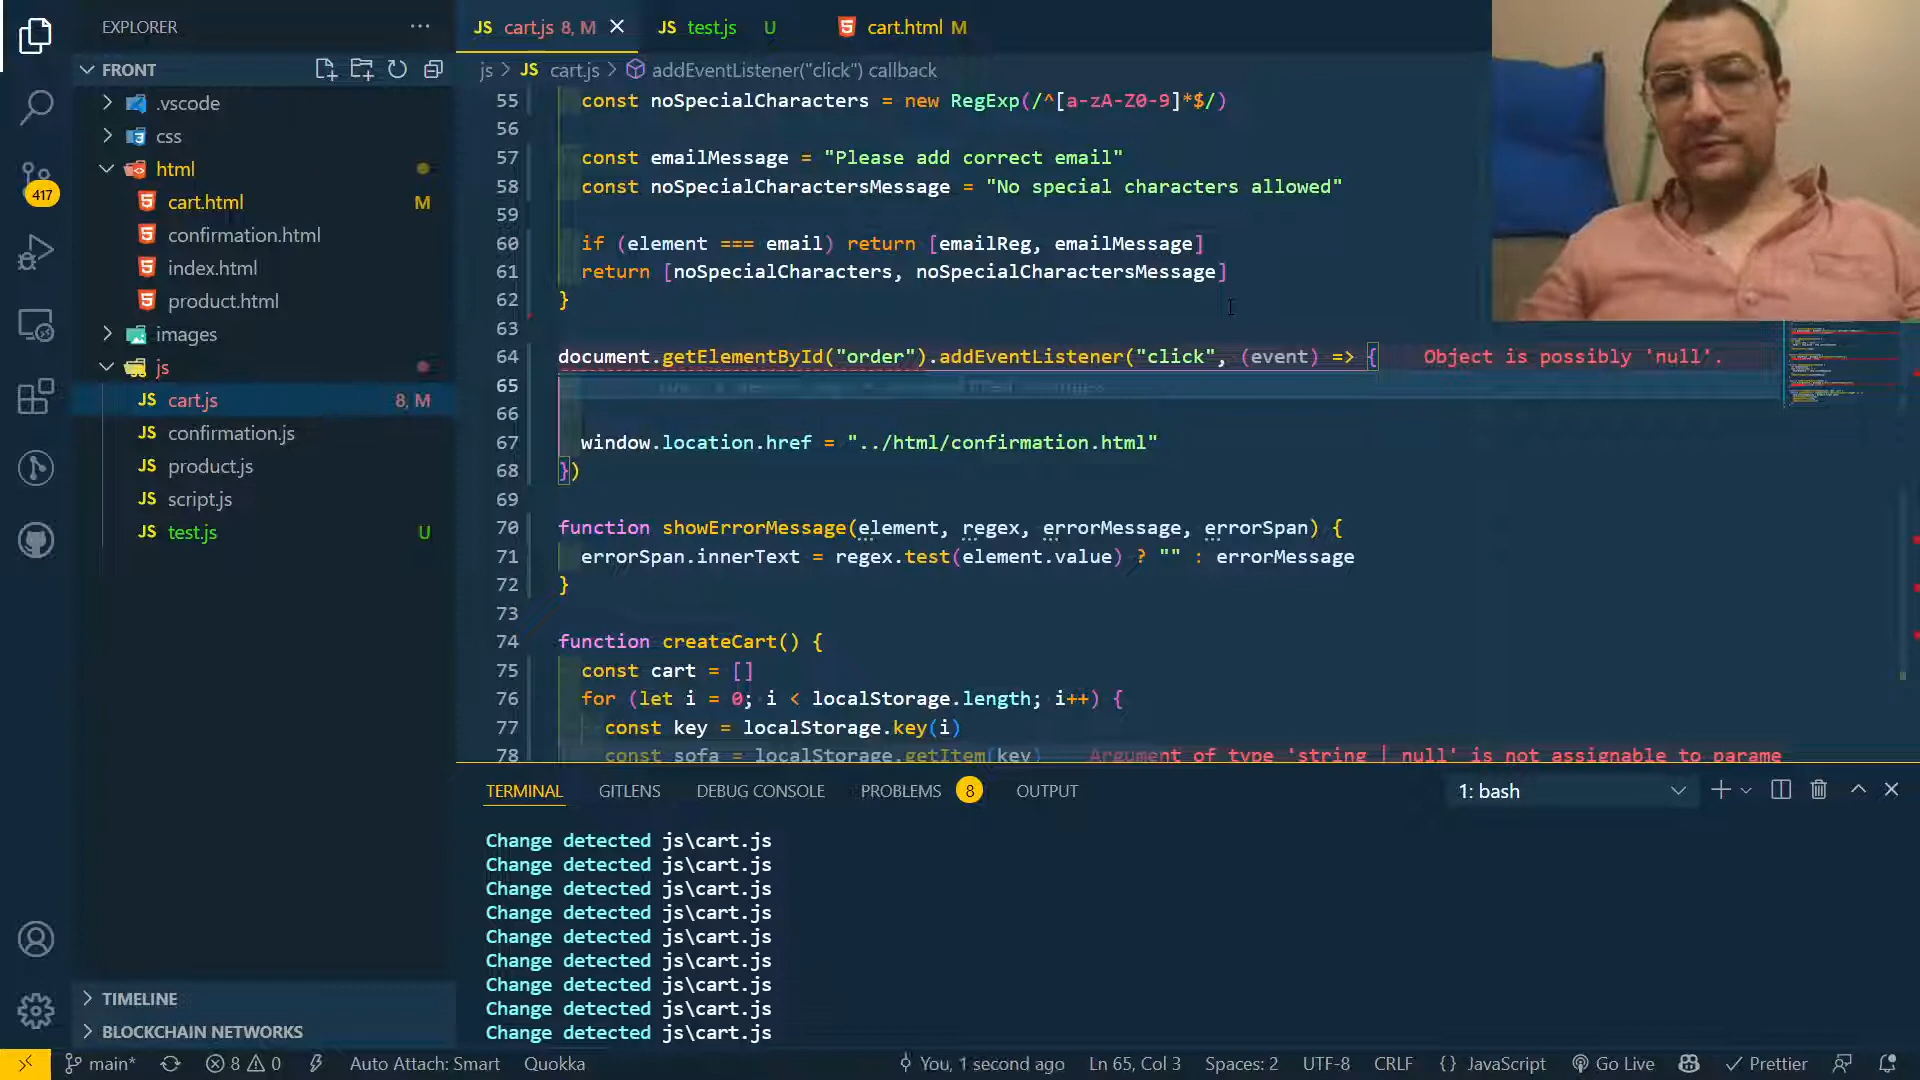 EXPLORER
FRONT
.vscode
css
html
cart.html M
confirmation.html
index.html
product.html
images
js
cart.js 8, M
confirmation.js
product.js
script.js
test.js U
TIMELINE
BLOCKCHAIN NETWORKS
417
JS cart.js 8, M
JS test.js U
cart.html M
js > JS cart.js > addEventListener("click") callback
55 const noSpecialCharacters = new RegExp(/^[a-zA-Z0-9]*$/)
56
57 const emailMessage = "Please add correct email"
58 const noSpecialCharactersMessage = "No special characters allowed"
59
60 if (element === email) return [emailReg, emailMessage]
61 return [noSpecialCharacters, noSpecialCharactersMessage]
62 }
63
64 document.getElementById("order").addEventListener("click", (event) => { Object is possibly 'null'.
65
66
67 window.location.href = "../html/confirmation.html"
68 })
69
70 function showErrorMessage(element, regex, errorMessage, errorSpan) {
71 errorSpan.innerText = regex.test(element.value) ? "" : errorMessage
72 }
73
74 function createCart() {
75 const cart = []
76 for (let i = 0; i < localStorage.length; i++) {
77 const key = localStorage.key(i)
78 const sofa = localStorage.getItem(key) Argument of type 'string | null' is not assignable to parame
TERMINAL GITLENS DEBUG CONSOLE PROBLEMS 8 OUTPUT 1: bash
Change detected js\cart.js
Change detected js\cart.js
Change detected js\cart.js
Change detected js\cart.js
Change detected js\cart.js
Change detected js\cart.js
Change detected js\cart.js
Change detected js\cart.js
Change detected js\cart.js
main* 8 0 Auto Attach: Smart Quokka You, 1 second ago Ln 65, Col 3 Spaces: 2 UTF-8 CRLF {} JavaScript Go Live Prettier